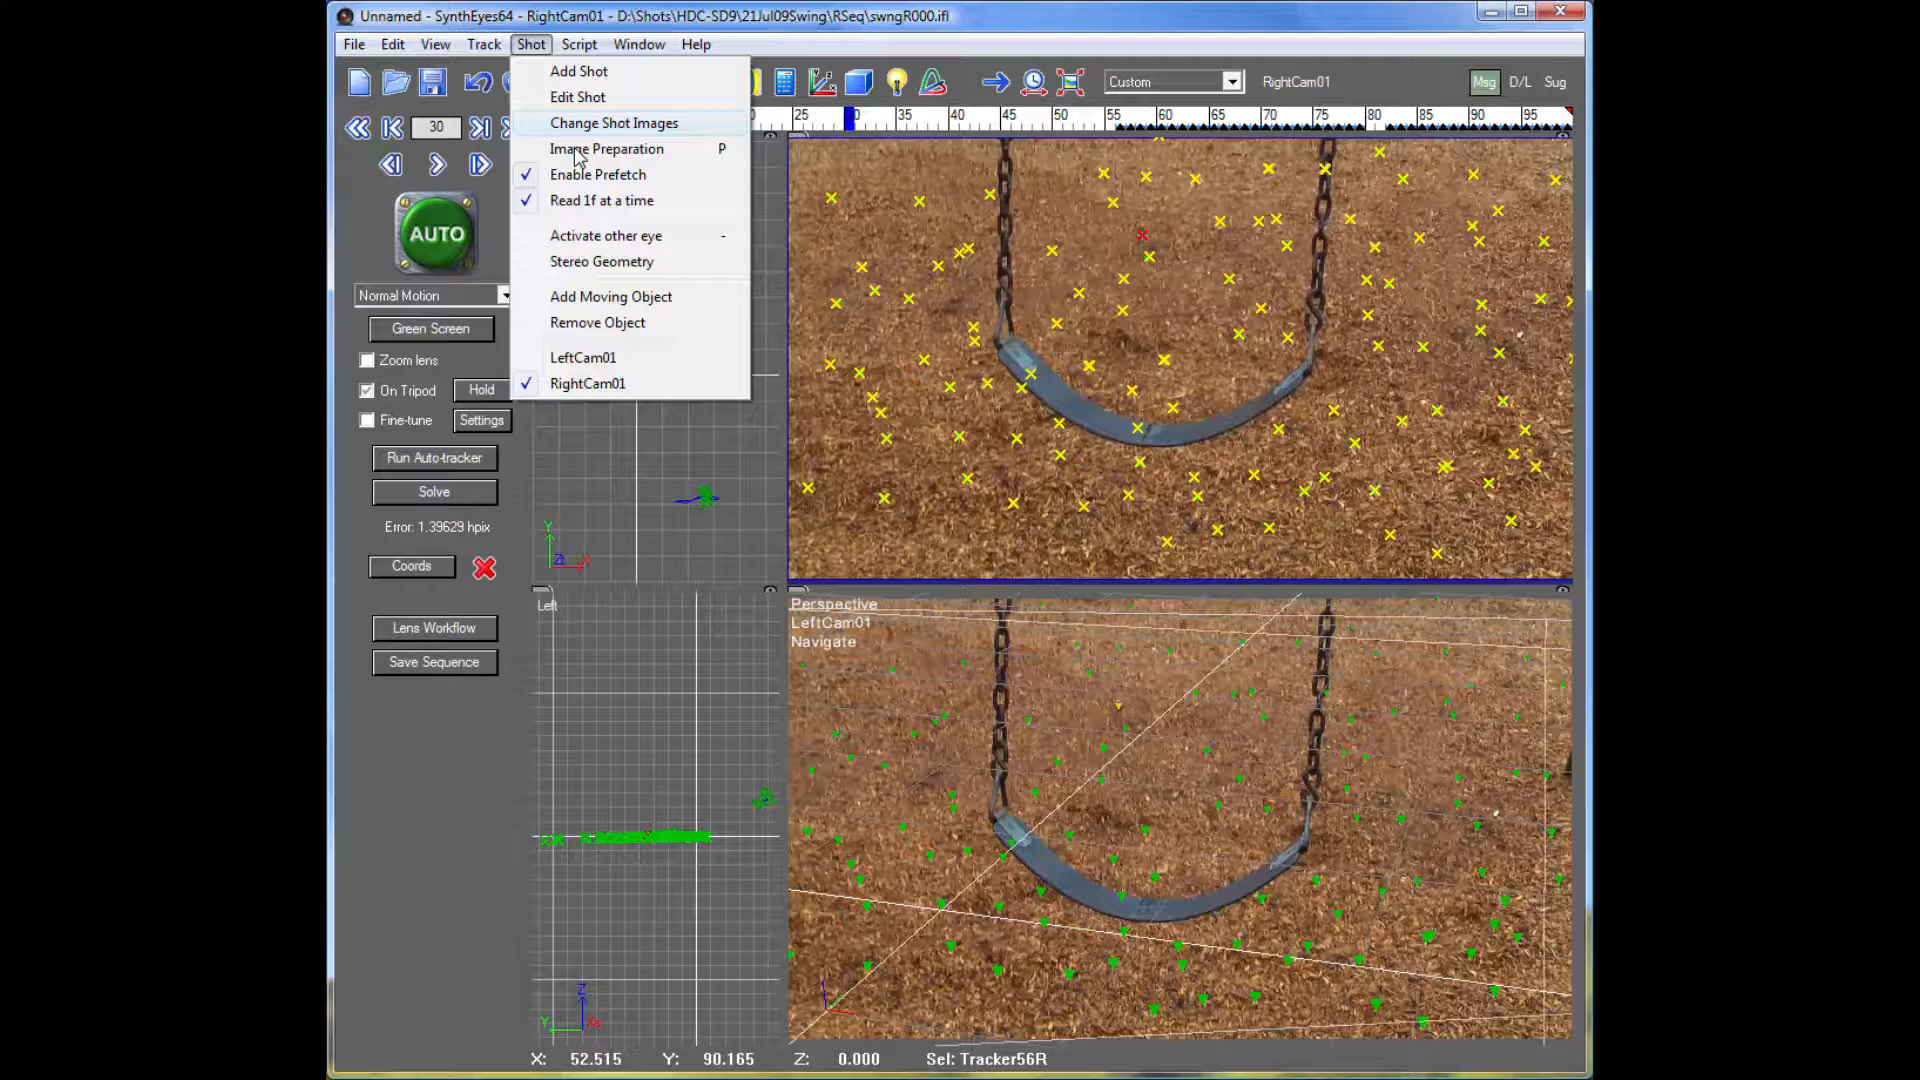 Unnamed - SynthEyes64 - RightCam01 - D:\Shots\HDC-SD9\21Jul09Swing\RSeq\swngR000.ifl
File Edit View Track Shot Script Window Help
Custom RightCam01 Msg D/L Sug
30
25 30 35 40 45 50 55 60 65 70 75 80 85 90 95
Add Shot
Edit Shot
Change Shot Images
Image Preparation P
Enable Prefetch
Read 1f at a time
Activate other eye -
Stereo Geometry
Add Moving Object
Remove Object
LeftCam01
RightCam01
AUTO
Normal Motion
Green Screen
Zoom lens
On Tripod Hold
Fine-tune Settings
Run Auto-tracker
Solve
Error: 1.39629 hpix
Coords
Lens Workflow
Save Sequence
Y
Z X
Left
Z
Y
Perspective
LeftCam01
Navigate
X: 52.515 Y: 90.165 Z: 0.000 Sel: Tracker56R